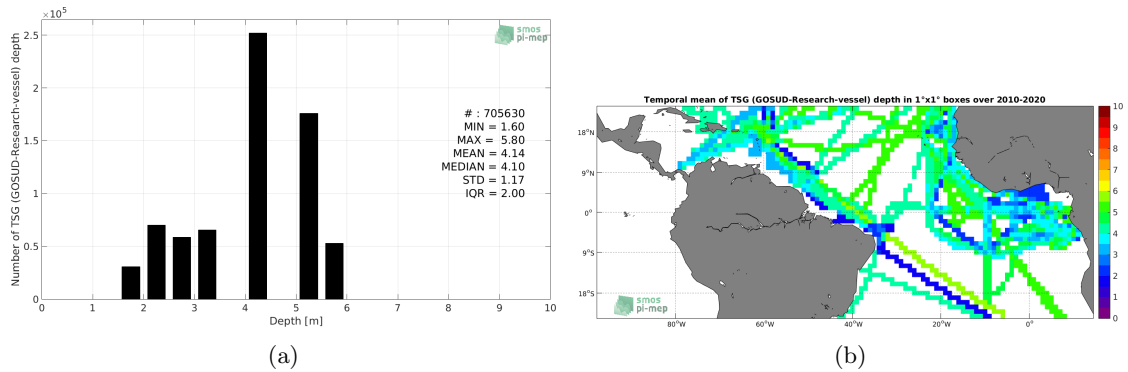 ×10⁵
2.5
2
1.5
1
0.5
0
Number of TSG (GOSUD-Research-vessel) depth
smos
pi-mep
# : 705630
MIN = 1.60
MAX = 5.80
MEAN = 4.14
MEDIAN = 4.10
STD = 1.17
IQR = 2.00
0 1 2 3 4 5 6 7 8 9 10
Depth [m]
(a)
Temporal mean of TSG (GOSUD-Research-vessel) depth in 1°x1° boxes over 2010-2020
18°N
9°N
0°
9°S
18°S
80°W 60°W 40°W 20°W 0°
smos
pi-mep
10
9
8
7
6
5
4
3
2
1
0
(b)